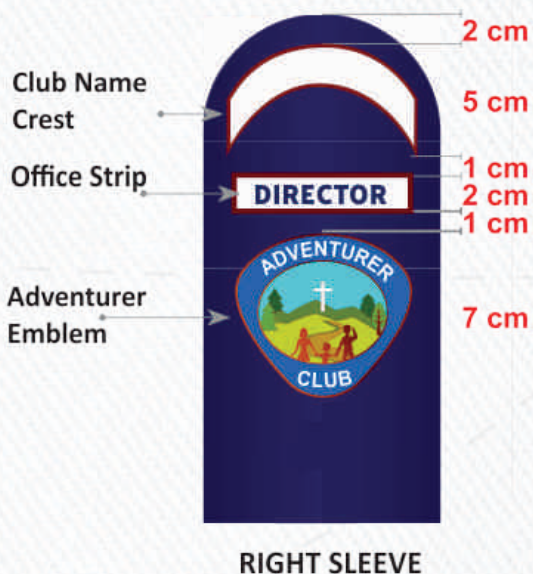 2 cm
Club Name
Crest
5 cm
1 cm
Office Strip
DIRECTOR
2 cm
1 cm
ADVENTURER
CLUB
Adventurer
Emblem
7 cm
RIGHT SLEEVE